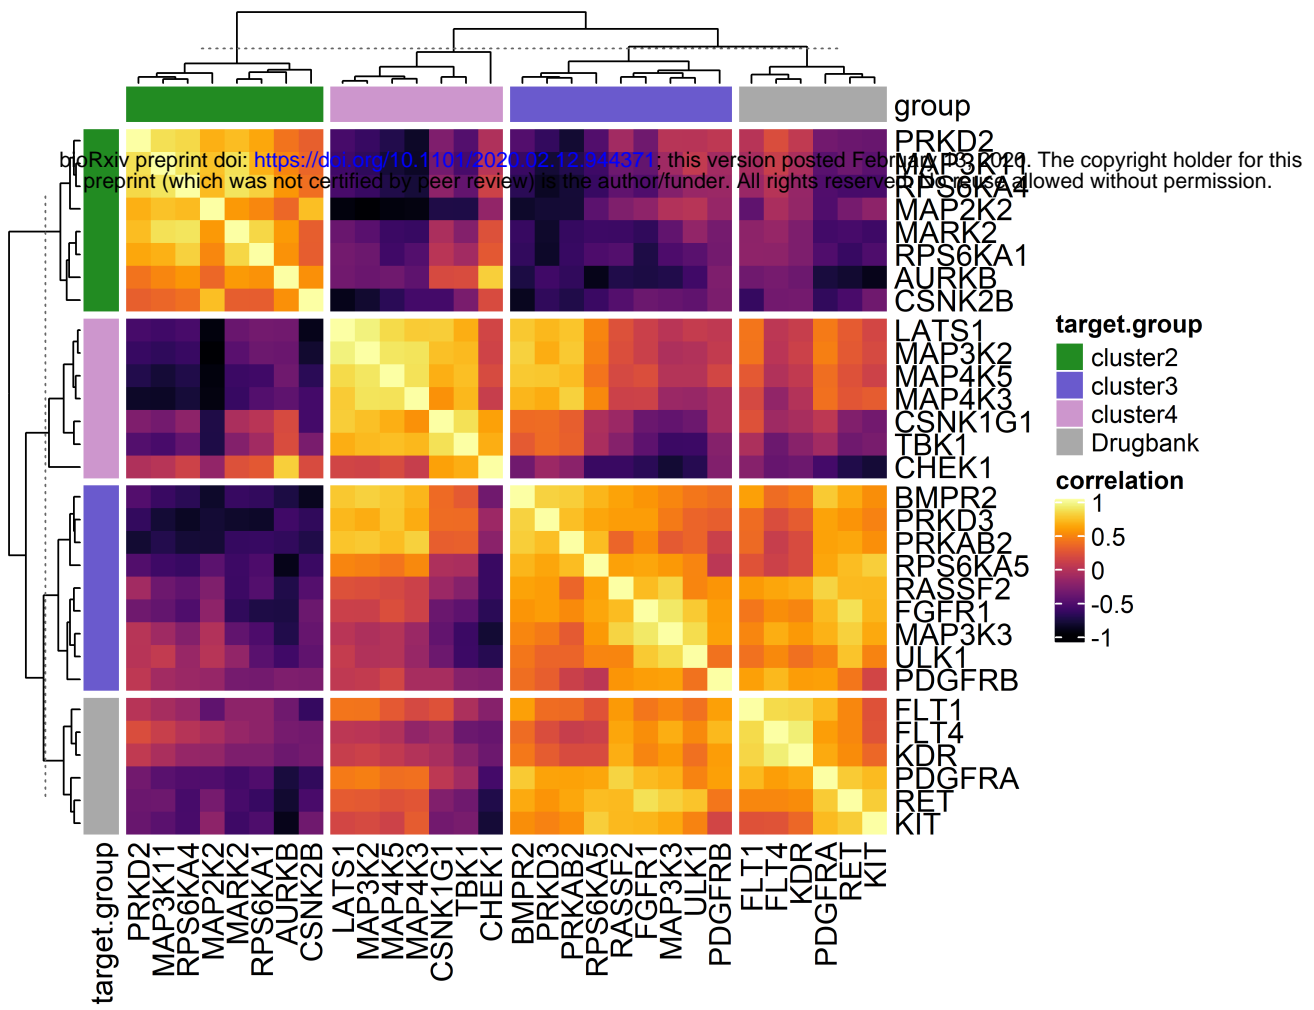 group
PRKD2
bioRxiv preprint doi: https://doi.org/10.1101/2020.02.12.944371; this version posted February 13, 2020. The copyright holder for this
MAP3K11
preprint (which was not certified by peer review) is the author/funder. All rights reserved. No reuse allowed without permission.
RPS6KA4
MAP2K2
MARK2
RPS6KA1
AURKB
CSNK2B
LATS1
MAP3K2
MAP4K5
MAP4K3
CSNK1G1
TBK1
CHEK1
BMPR2
PRKD3
PRKAB2
RPS6KA5
RASSF2
FGFR1
MAP3K3
ULK1
PDGFRB
FLT1
FLT4
KDR
PDGFRA
RET
KIT
target.group
cluster2
cluster3
cluster4
Drugbank
correlation
1
0.5
0
-0.5
-1
target.group
PRKD2
MAP3K11
RPS6KA4
MAP2K2
MARK2
RPS6KA1
AURKB
CSNK2B
LATS1
MAP3K2
MAP4K5
MAP4K3
CSNK1G1
TBK1
CHEK1
BMPR2
PRKD3
PRKAB2
RPS6KA5
RASSF2
FGFR1
MAP3K3
ULK1
PDGFRB
FLT1
FLT4
KDR
PDGFRA
RET
KIT